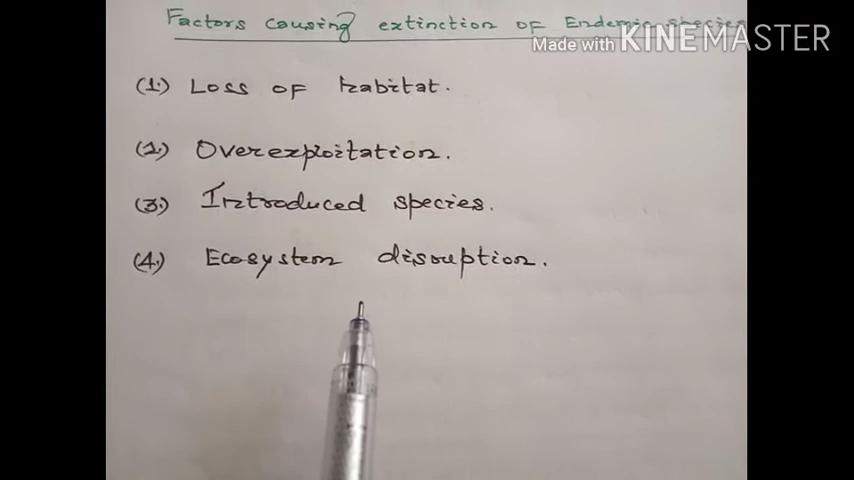 Factors causing extinction of Endemic species
Made with KINEMASTER
(1.) Loss of habitat.
(2.) Overexploitation.
(3.) Introduced species.
(4.) Ecosystem disruption.